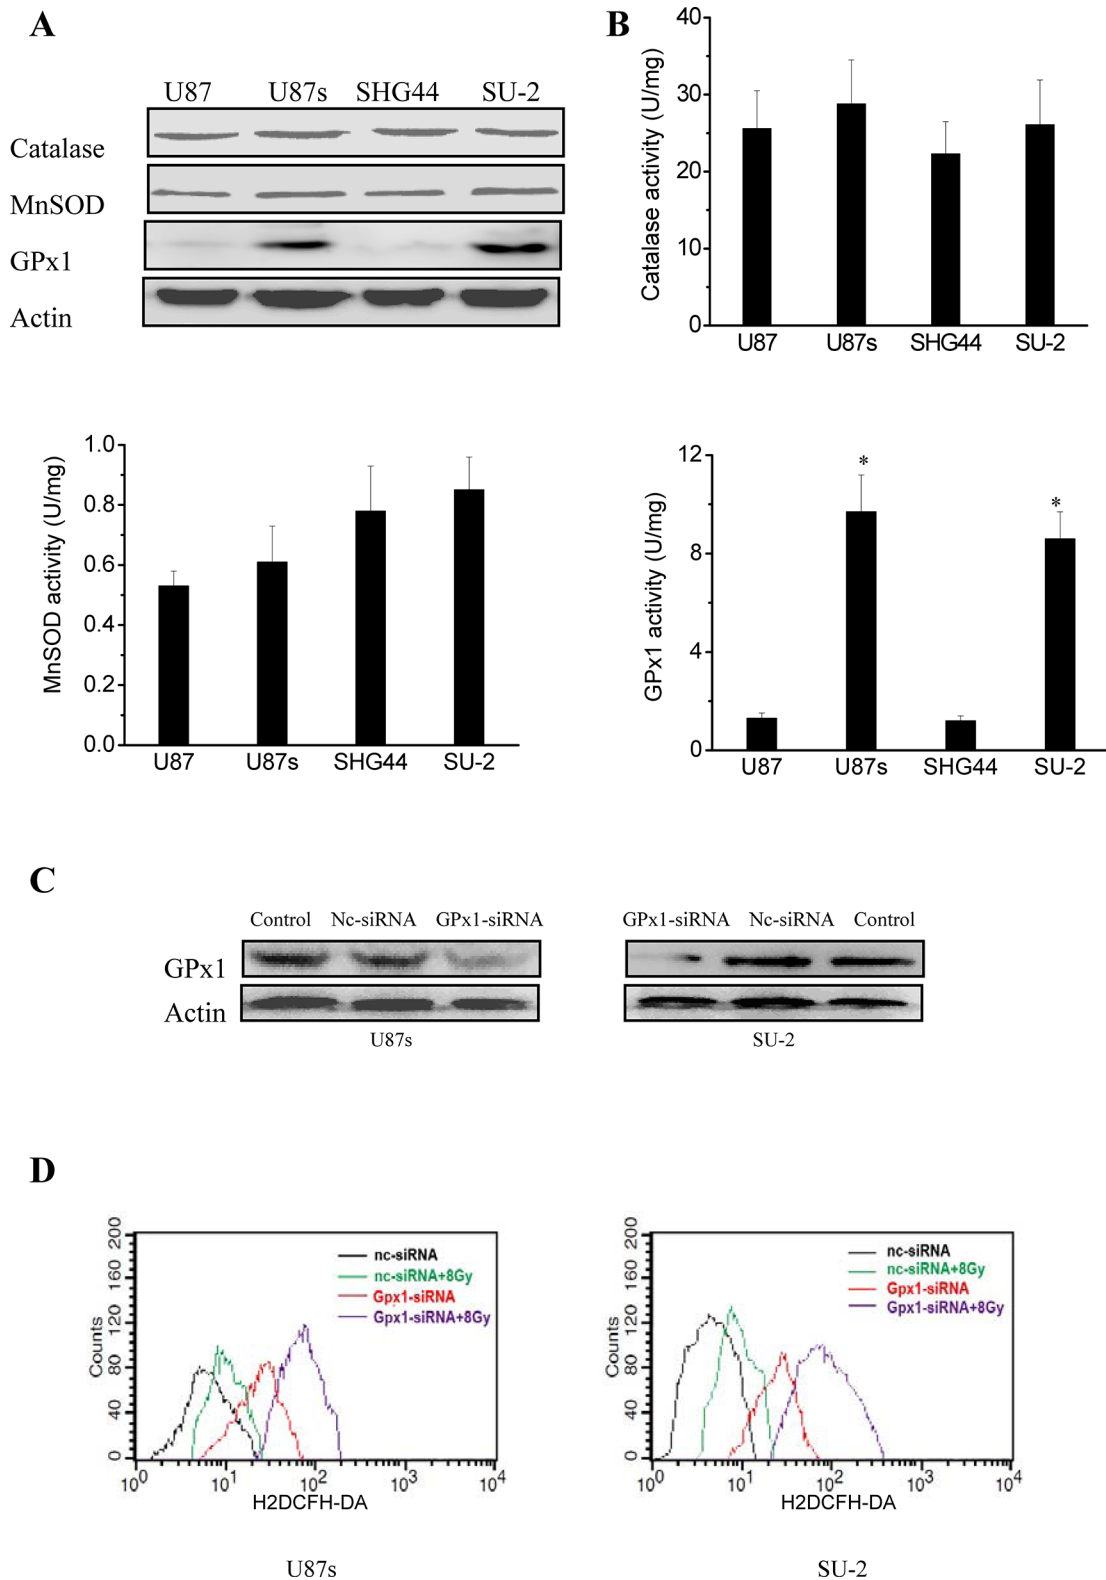 A
U87 U87s SHG44 SU-2
Catalase
MnSOD
GPx1
Actin
B
Catalase activity (U/mg)
40
30
20
10
0
U87 U87s SHG44 SU-2
MnSOD activity (U/mg)
1.0
0.8
0.6
0.4
0.2
0.0
U87 U87s SHG44 SU-2
GPx1 activity (U/mg)
12
8
4
0
* *
U87 U87s SHG44 SU-2
C
Control Nc-siRNA GPx1-siRNA
GPx1
Actin
U87s
GPx1-siRNA Nc-siRNA Control
SU-2
D
Counts
200
160
120
80
40
0
nc-siRNA
nc-siRNA+8Gy
Gpx1-siRNA
Gpx1-siRNA+8Gy
10^0 10^1 10^2 10^3 10^4
H2DCFH-DA
U87s
Counts
200
160
120
80
40
0
nc-siRNA
nc-siRNA+8Gy
Gpx1-siRNA
Gpx1-siRNA+8Gy
10^0 10^1 10^2 10^3 10^4
H2DCFH-DA
SU-2